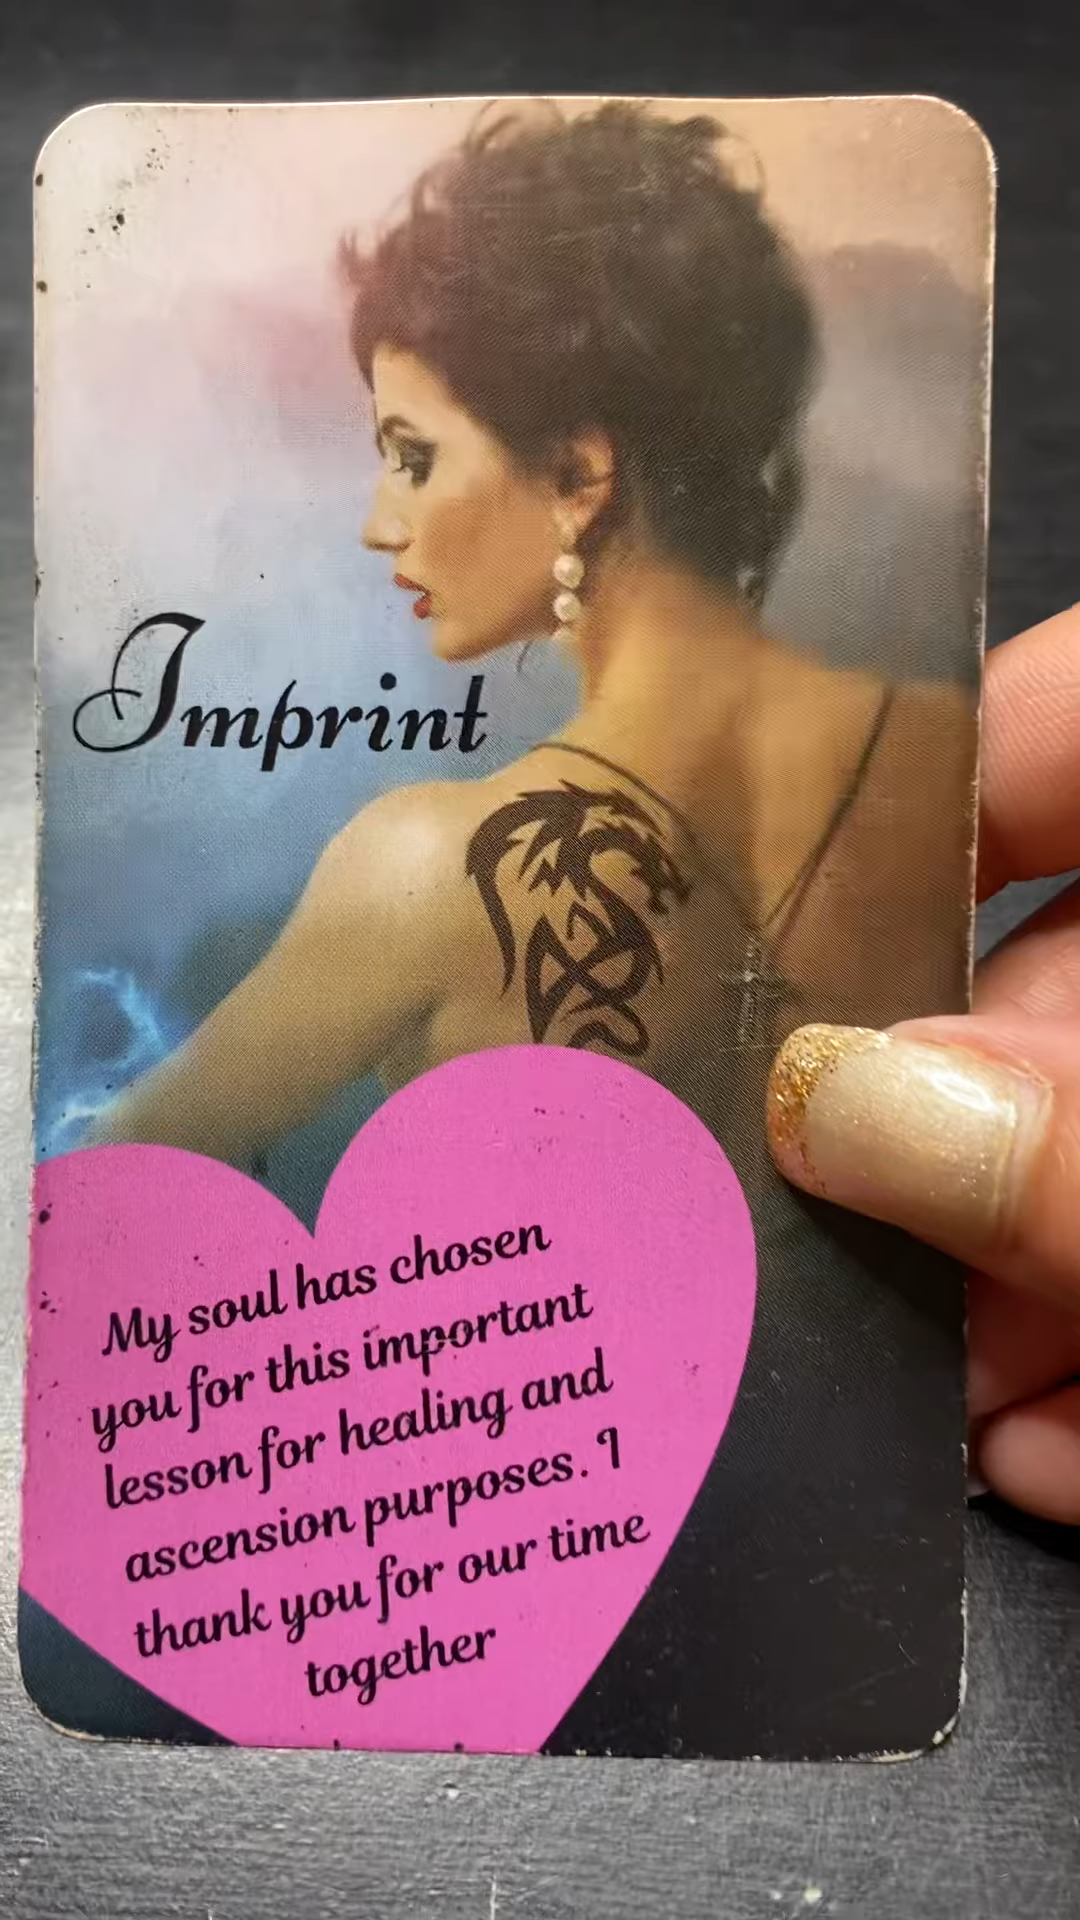 Imprint
My soul has chosen
you for this important
lesson for healing and
ascension purposes. I
thank you for our time
together